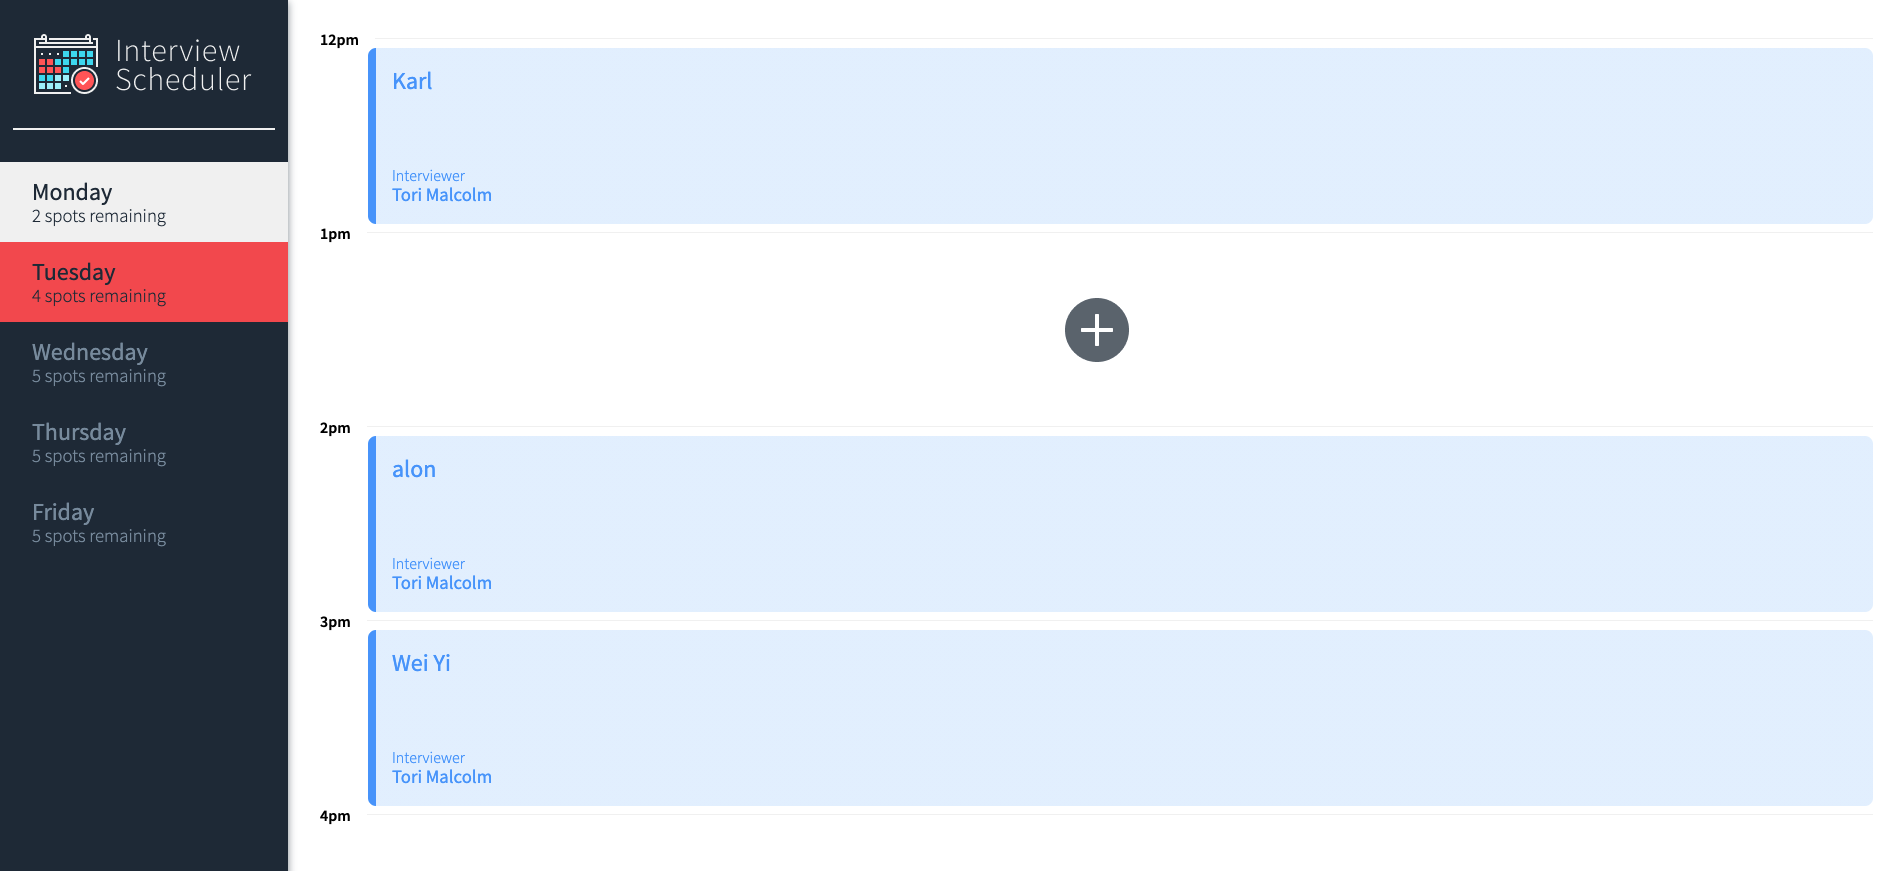 Interview
Scheduler
Monday
2 spots remaining
Tuesday
4 spots remaining
Wednesday
5 spots remaining
Thursday
5 spots remaining
Friday
5 spots remaining
12pm
Karl
Interviewer
Tori Malcolm
1pm
2pm
alon
Interviewer
Tori Malcolm
3pm
Wei Yi
Interviewer
Tori Malcolm
4pm